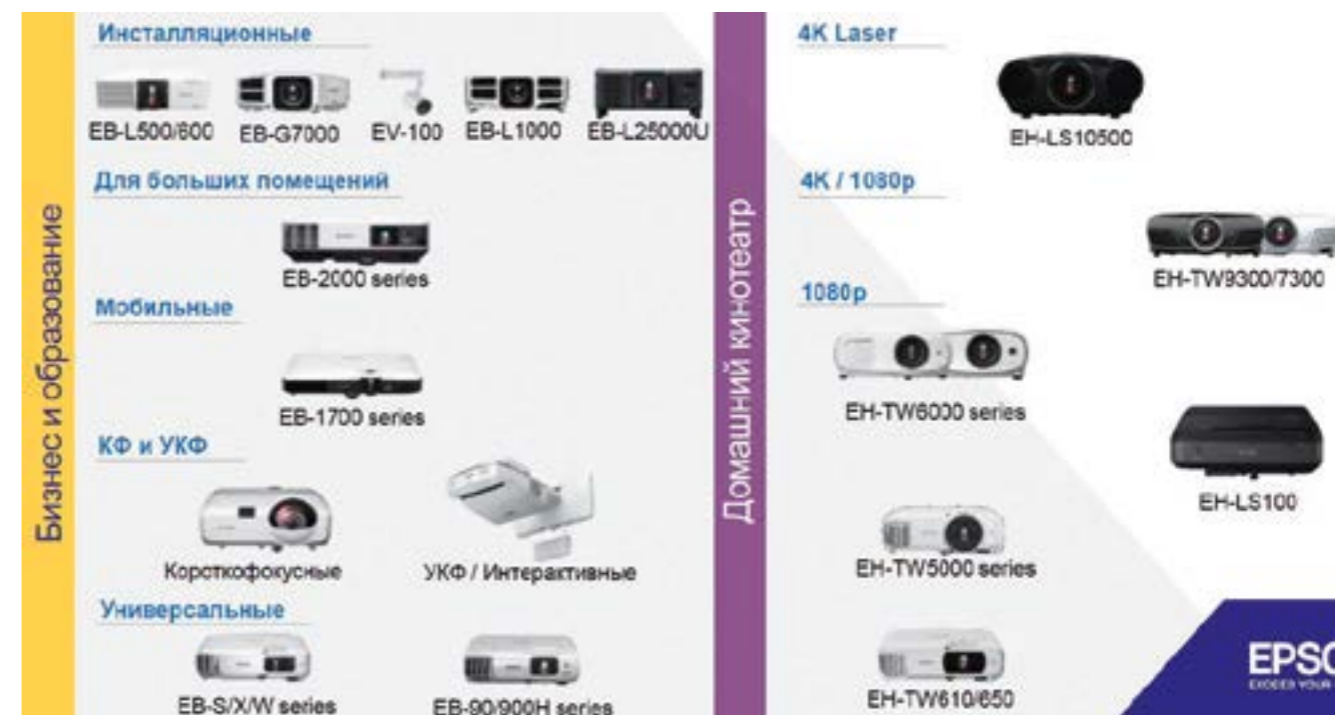 Бизнес и образование
Инсталляционные
EB-L500/600
EB-G7000
EV-100
EB-L1000
EB-L25000U
Для больших помещений
EB-2000 series
Мобильные
EB-1700 series
КФ и УКФ
Корсткофокусные
УКФ / Интерактивные
Универсальные
EB-S/X/W series
EB-90/900H series
Домашний кинотеатр
4K Laser
EH-LS10500
4K / 1080p
EH-TW9300/7300
1080p
EH-TW6000 series
EH-LS100
EH-TW5000 series
EH-TW610/650
EPSO
EXCEED YOUR